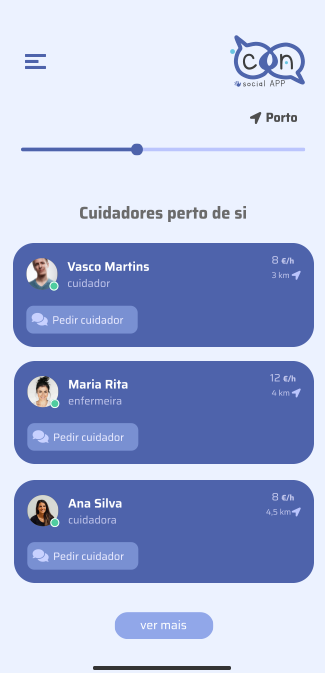 con
social APP
Porto
Cuidadores perto de si
Vasco Martins
cuidador
8 €/h
3 km
Pedir cuidador
Maria Rita
enfermeira
12 €/h
4 km
Pedir cuidador
Ana Silva
cuidadora
8 €/h
4,5 km
Pedir cuidador
ver mais